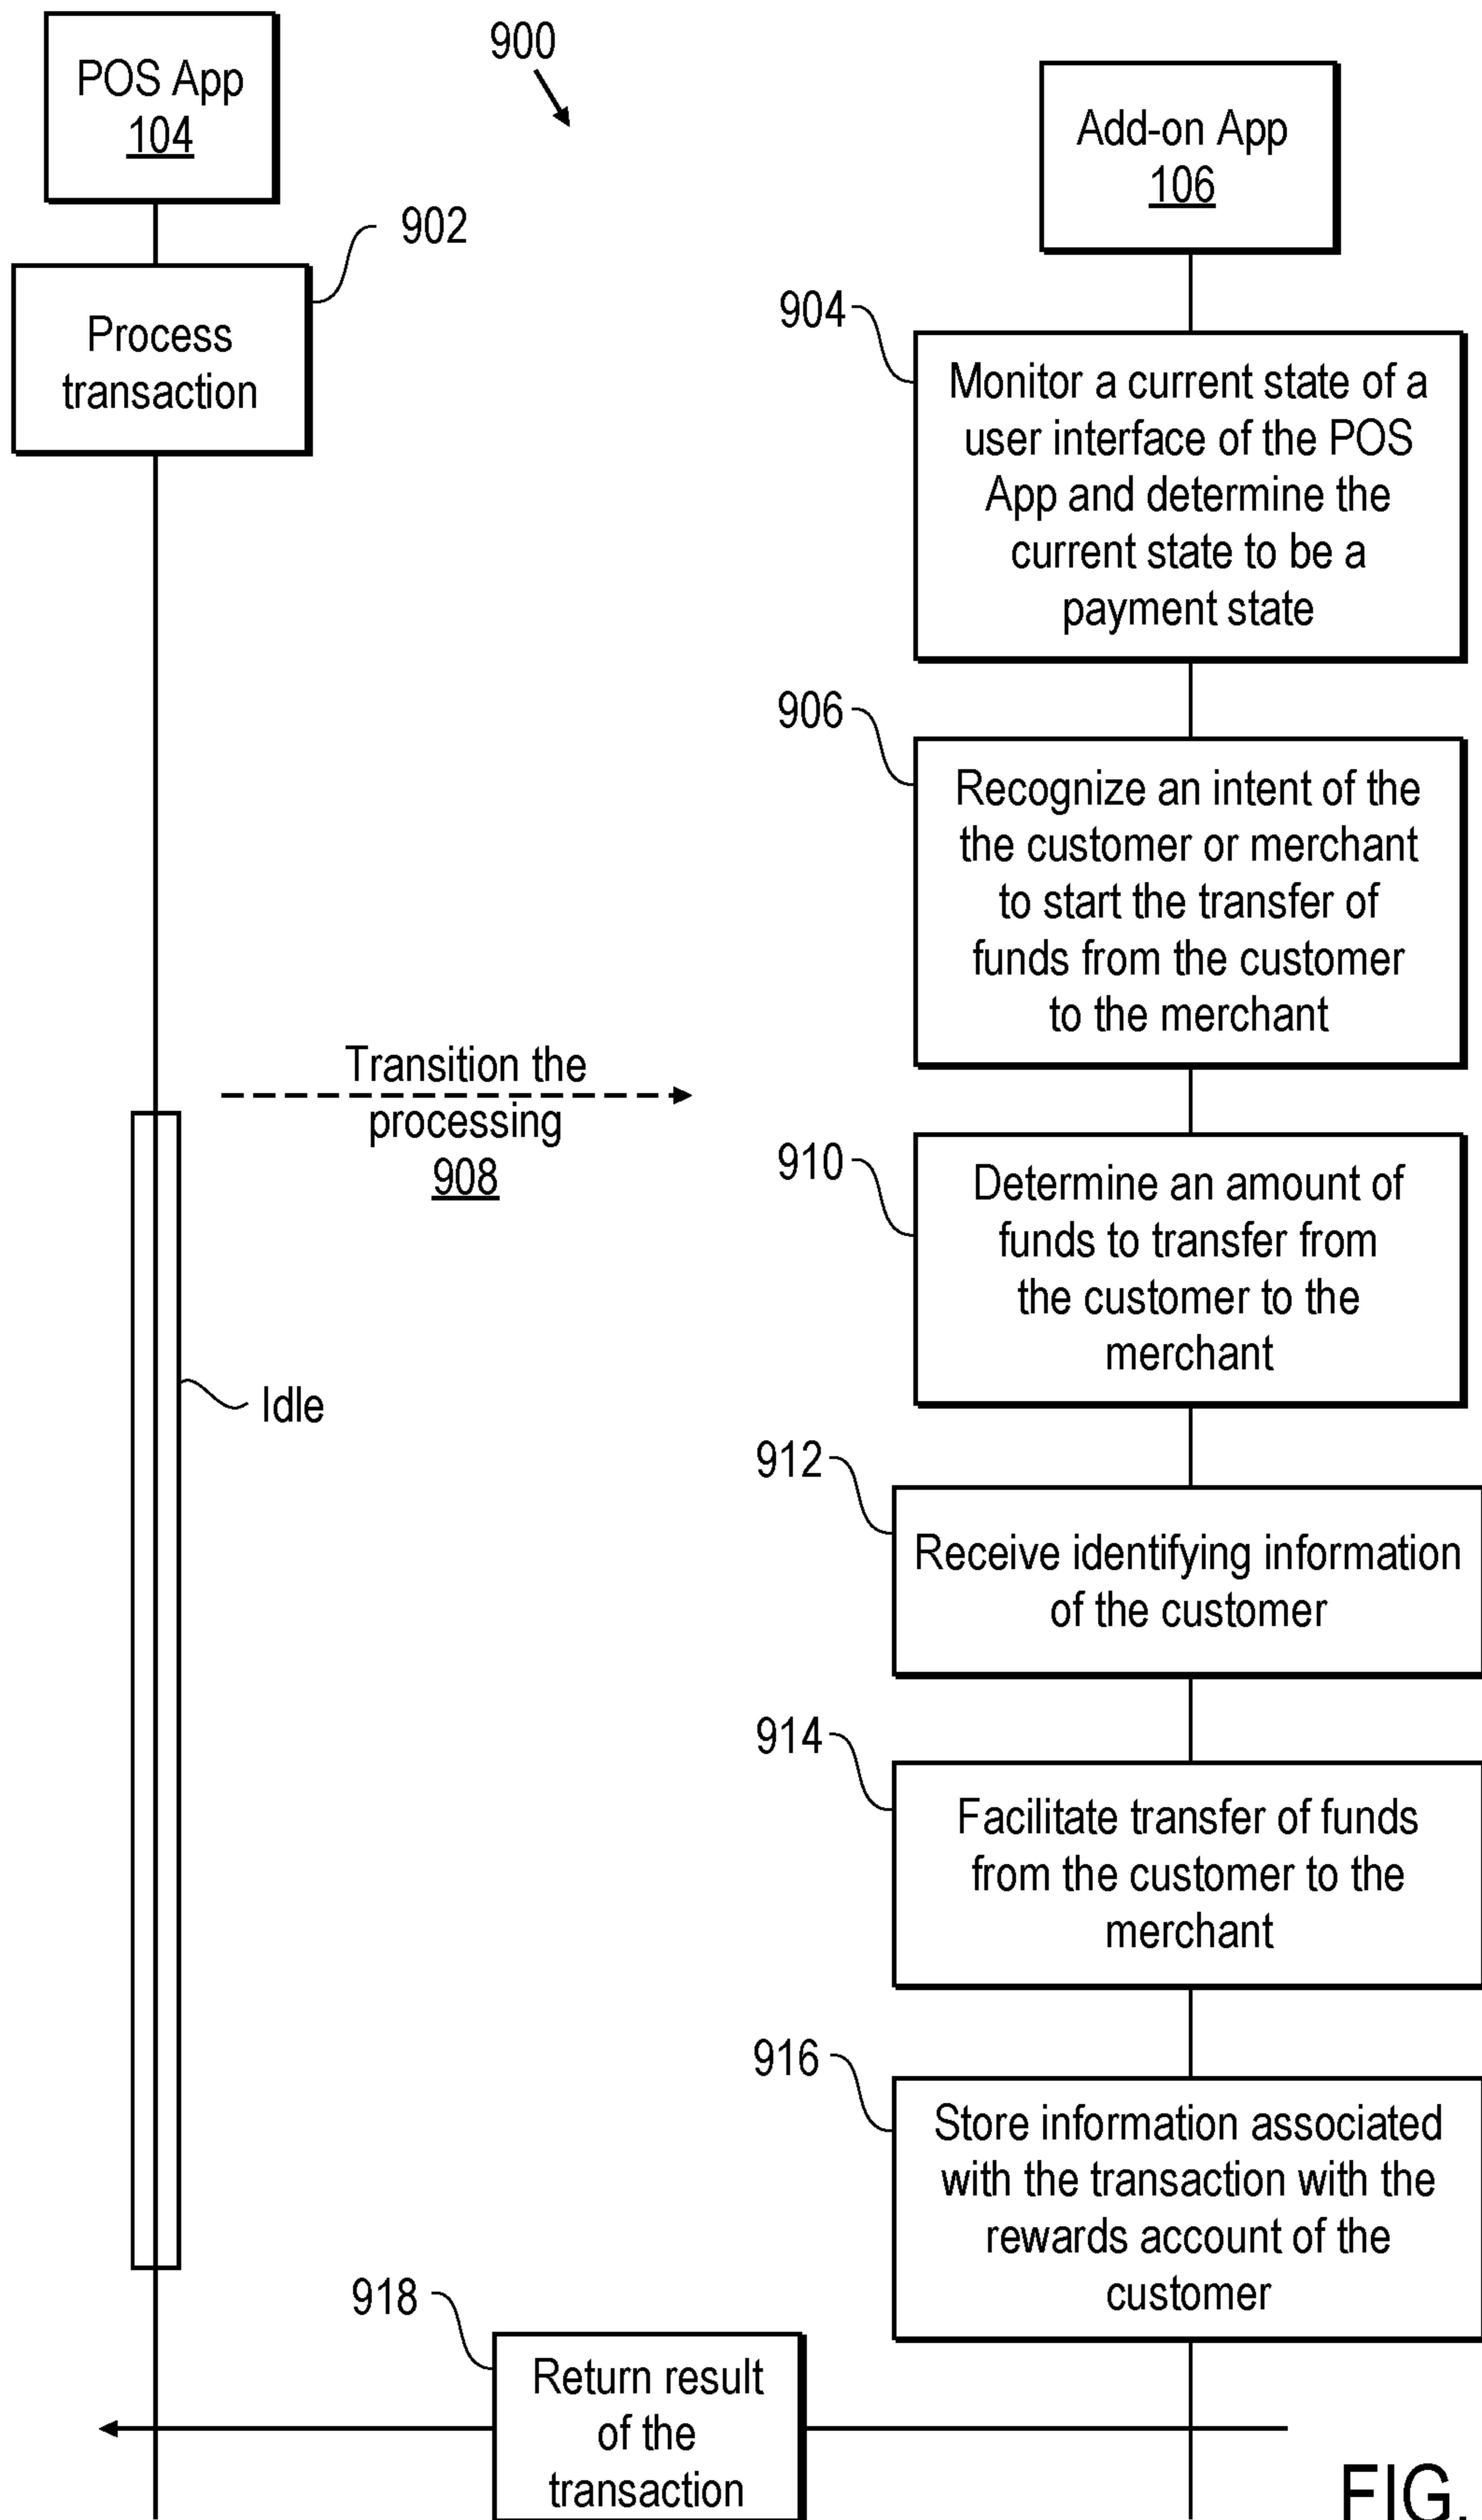 POS App
104
900
Add-on App
106
902
Process
transaction
904
Monitor a current state of a
user interface of the POS
App and determine the
current state to be a
payment state
906
Recognize an intent of the
the customer or merchant
to start the transfer of
funds from the customer
to the merchant
Transition the
processing
908
910
Determine an amount of
funds to transfer from
the customer to the
merchant
Idle
912
Receive identifying information
of the customer
914
Facilitate transfer of funds
from the customer to the
merchant
916
Store information associated
with the transaction with the
rewards account of the
customer
918
Return result
of the
transaction
FIG.